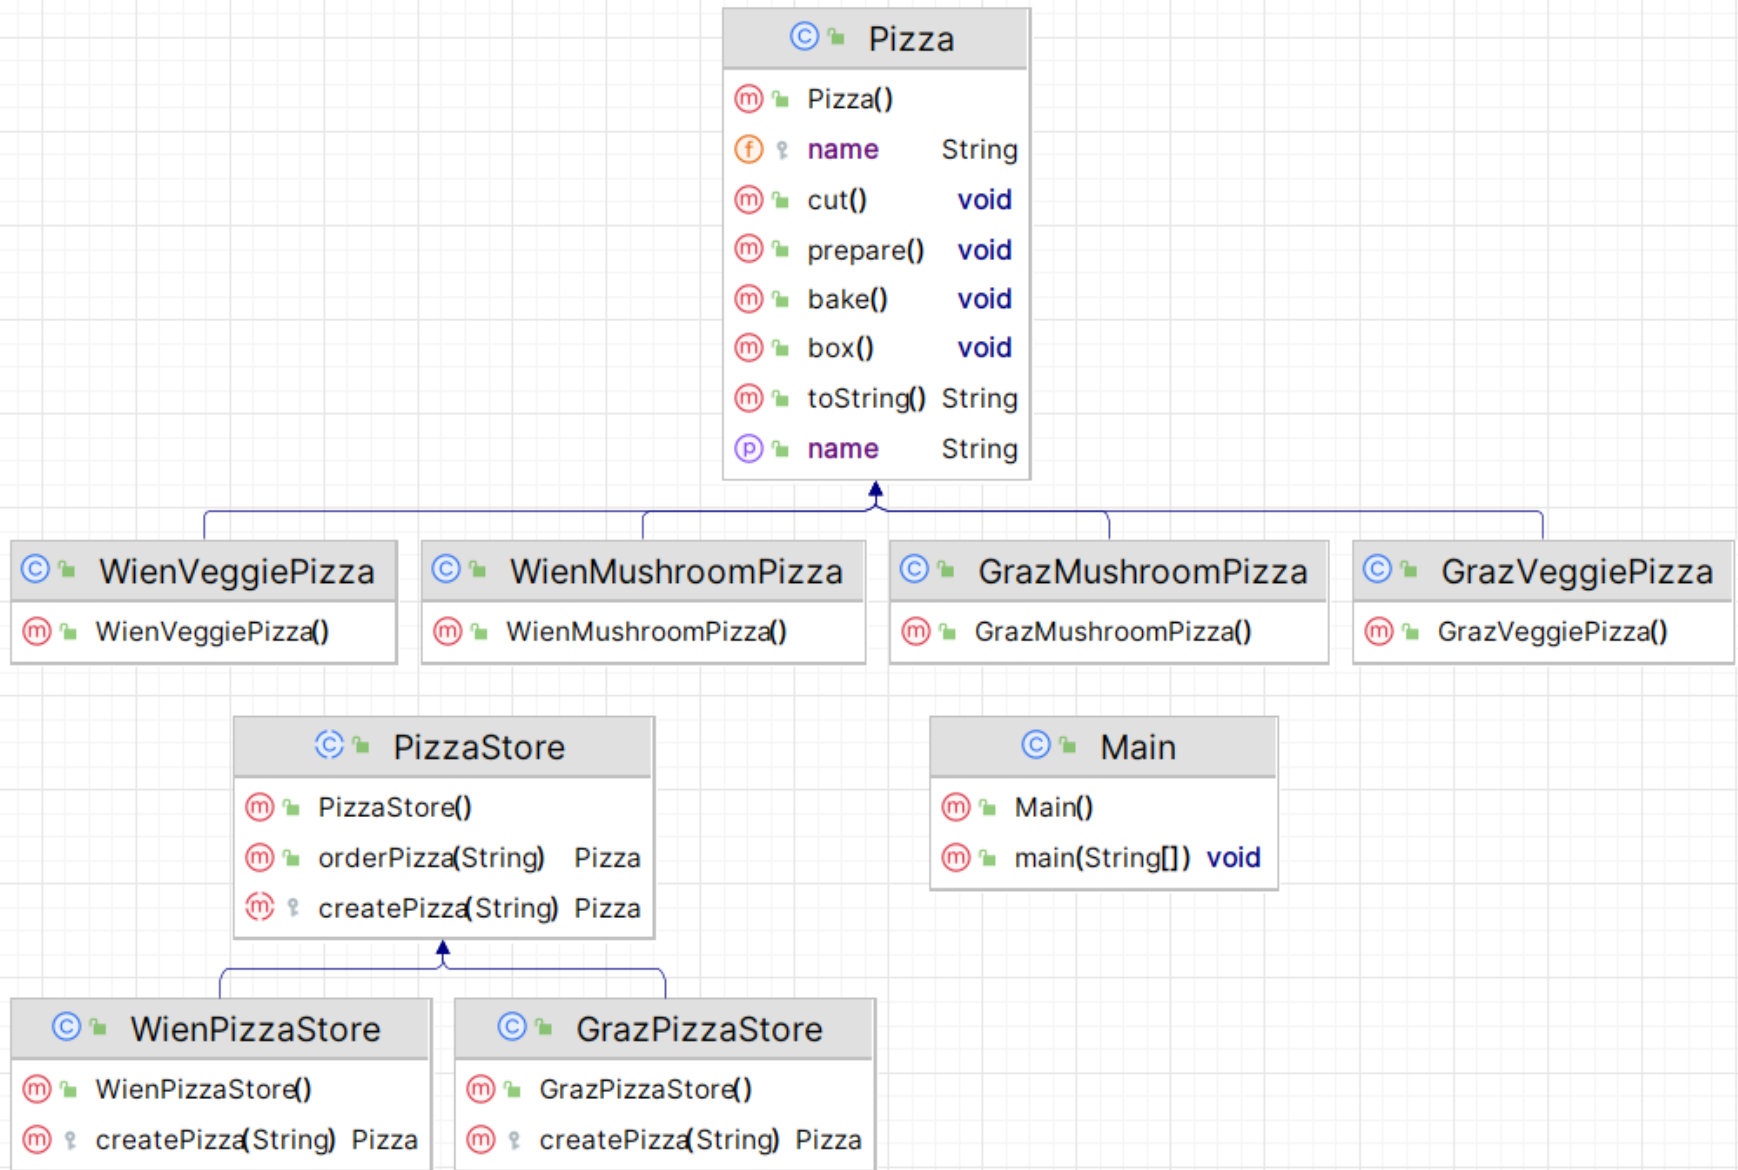 Pizza
Pizza()
name String
cut() void
prepare() void
bake() void
box() void
toString() String
name String
WienVeggiePizza
WienVeggiePizza()
WienMushroomPizza
WienMushroomPizza()
GrazMushroomPizza
GrazMushroomPizza()
GrazVeggiePizza
GrazVeggiePizza()
PizzaStore
PizzaStore()
orderPizza(String) Pizza
createPizza(String) Pizza
Main
Main()
main(String[]) void
WienPizzaStore
WienPizzaStore()
createPizza(String) Pizza
GrazPizzaStore
GrazPizzaStore()
createPizza(String) Pizza